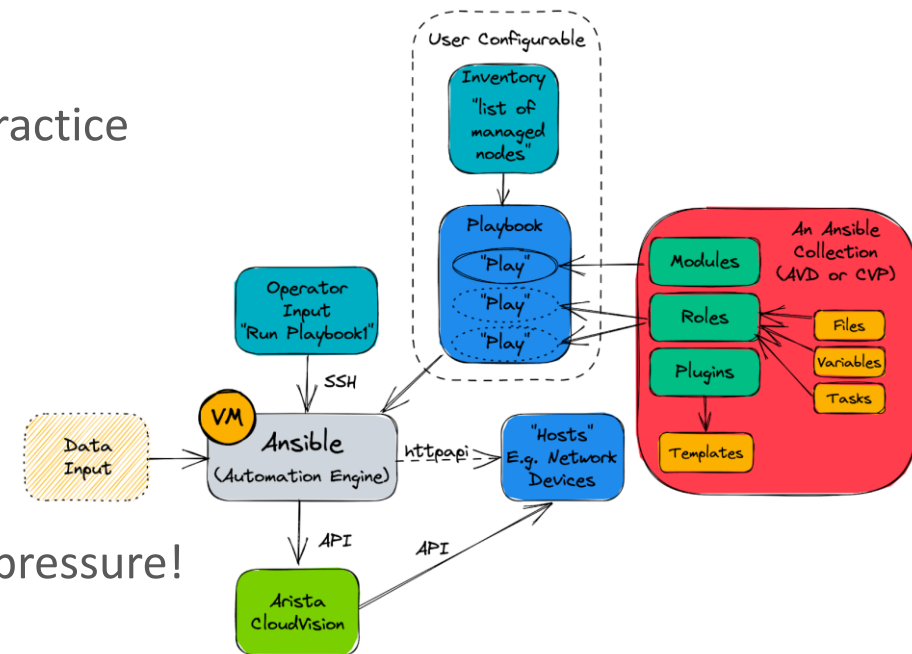 ractice
pressure!
User Configurable
Inventory
"list of
managed
nodes"
Playbook
"Play"
"Play"
"Play"
An Ansible
Collection
(AVD or CVP)
Modules
Roles
Plugins
Files
Variables
Tasks
Templates
Operator
Input
"Run Playbook1"
SSH
VM
Ansible
(Automation Engine)
Data
Input
httpapi
"Hosts"
E.g. Network
Devices
API
API
Arista
CloudVision